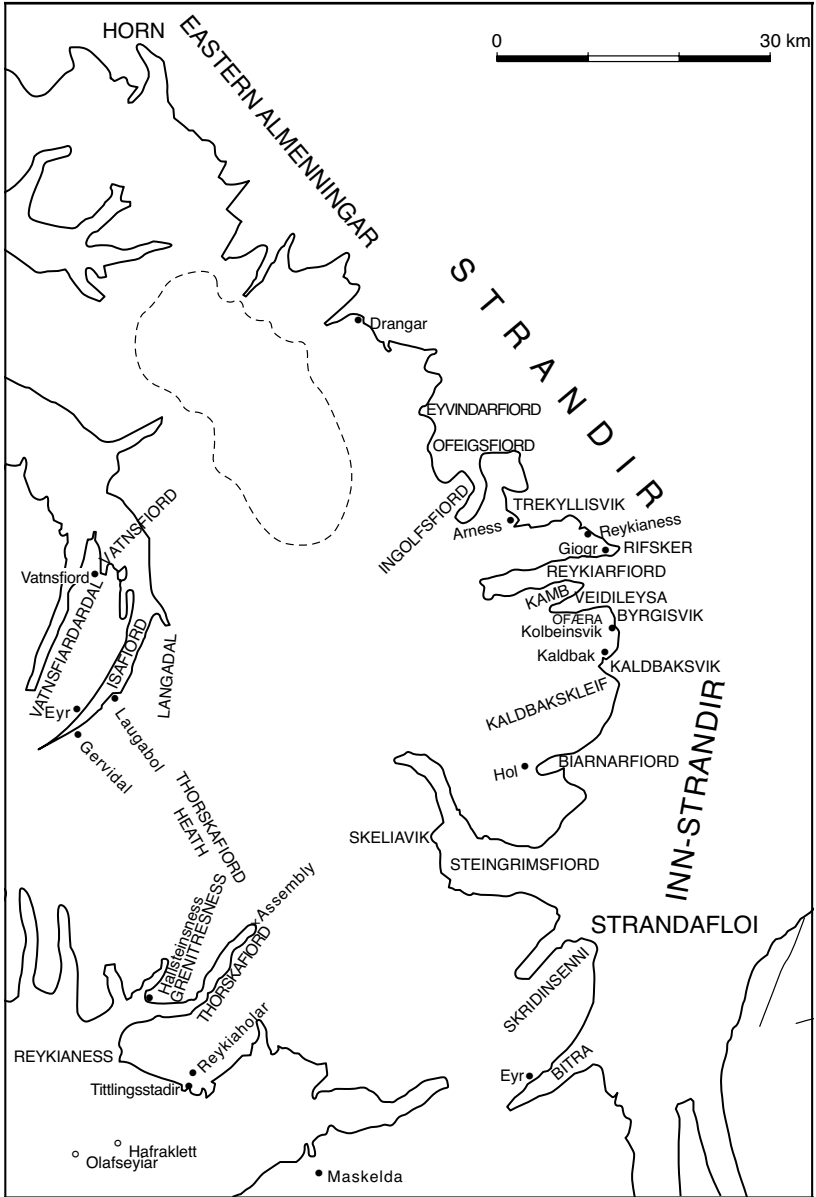 HORN
EASTERN ALMENNINGAR
0 30 km
STRANDIR
Drangar
EYVINDARFIORD
OFEIGSFIORD
INGOLFSFIORD
TREKYLLISVIK
Arness
Reykianess
Giogr
RIFSKER
REYKIARFIORD
KAMB
VEIDILEYSA
OFÆRA
BYRGISVIK
Kolbeinsvik
Kaldbak
KALDBAKSVIK
KALDBAKSKLEIF
Hol
BIARNARFIORD
INN-STRANDIR
SKELIAVIK
STEINGRIMSFIORD
STRANDAFLOI
SKRIDINSENNI
Eyr
BITRA
VATNSFIORD
Vatnsfiord
VATNSFIARDARDAL
ISAFIORD
LANGADAL
Eyr
Laugabol
Gervidal
THORSKAFIORD
HEATH
Assembly
Hallsteinsness
GRENITRESNESS
THORSKAFIORD
REYKIANESS
Reykiaholar
Tittlingsstadir
Hafraklett
Olafseyiar
Maskelda